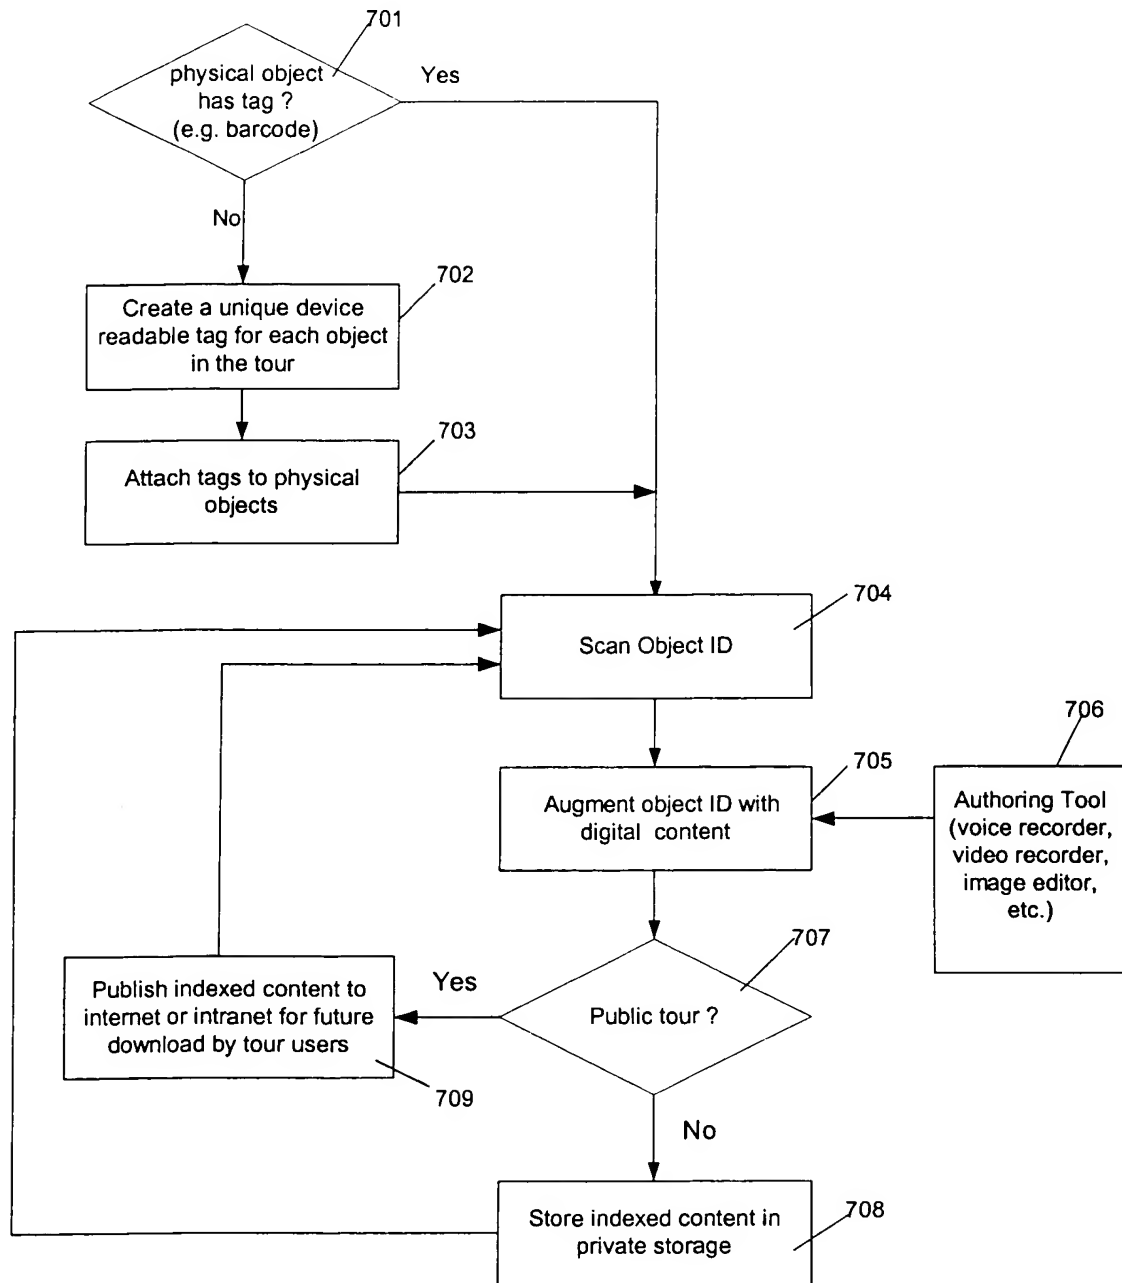 701
physical object
has tag ?
(e.g. barcode)
Yes
No
702
Create a unique device
readable tag for each object
in the tour
703
Attach tags to physical
objects
704
Scan Object ID
706
705
Augment object ID with
digital content
Authoring Tool
(voice recorder,
video recorder,
image editor,
etc.)
707
Public tour ?
Yes
Publish indexed content to
internet or intranet for future
download by tour users
709
No
708
Store indexed content in
private storage